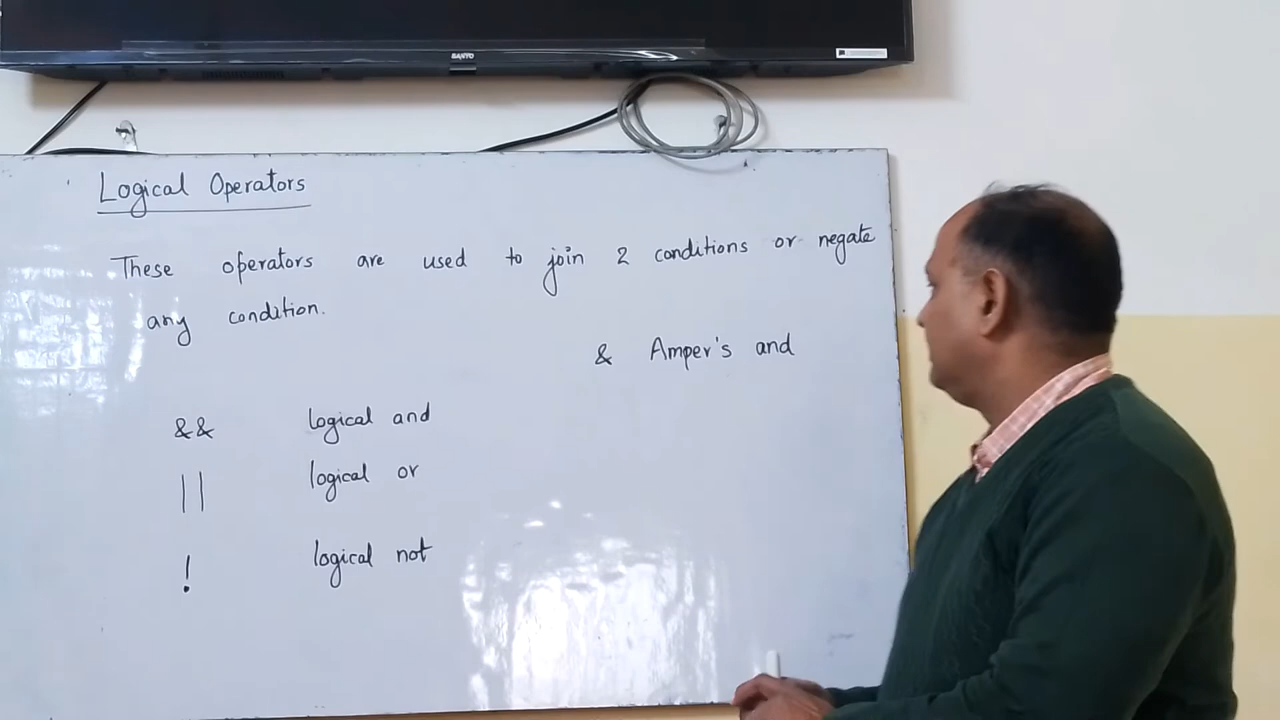 SANYO
Logical Operators
These operators are used to join 2 conditions or negate
any condition.
& Amper's and
&& logical and
|| logical or
! logical not